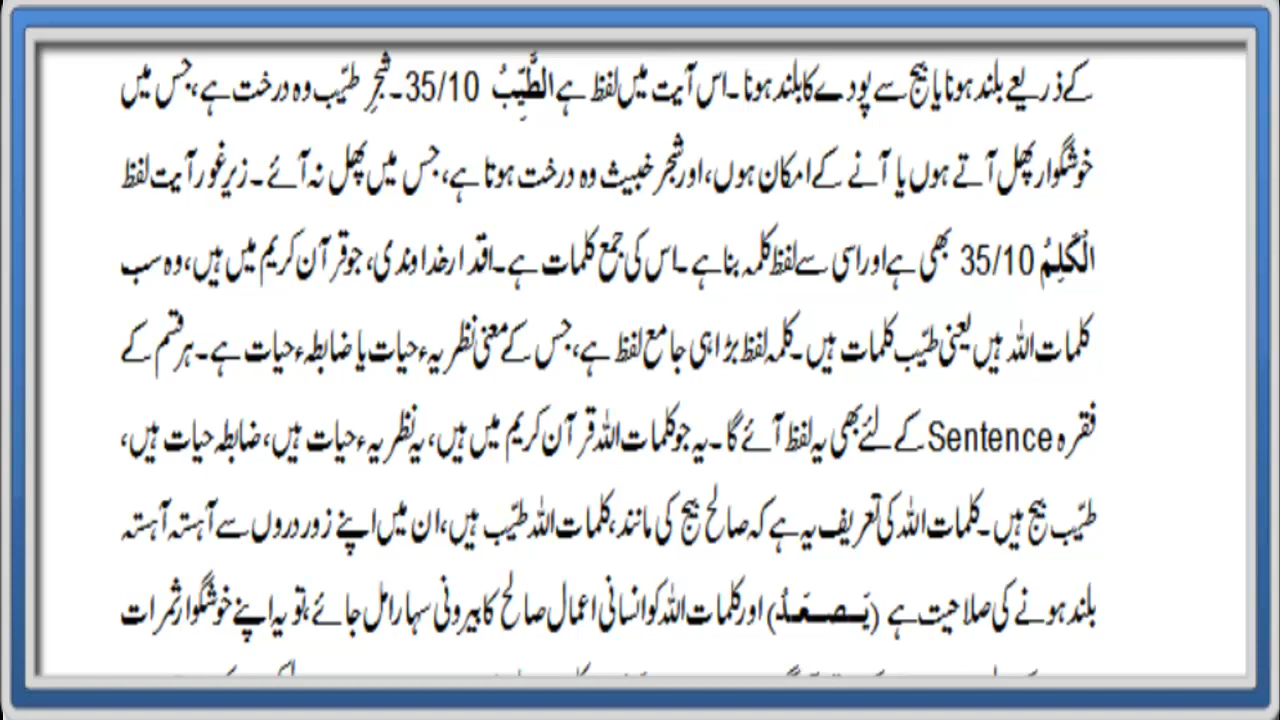 کے ذریعے بلند ہونا یا بیج سے پودے کا بلند ہونا۔ اس آیت میں لفظ ہے الطَّیِّبُ 35/10۔ شجرِ طیّب وہ درخت ہے، جس میں
خوشگوار پھل آتے ہوں یا آنے کے امکان ہوں، اور شجرِ خبیث وہ درخت ہوتا ہے، جس میں پھل نہ آئے۔ زیرِ غور آیت لفظ
الْکَلِمُ 35/10 بھی ہے اور اسی سے لفظ کلمہ بنا ہے۔ اس کی جمع کلمات ہے۔ اقدارِ خداوندی، جو قرآن کریم میں ہیں، وہ سب
کلمات اللہ ہیں یعنی طیّب کلمات ہیں۔ کلمہ لفظ بڑا ہی جامع لفظ ہے، جس کے معنی نظریہء حیات یا ضابطہء حیات ہے۔ ہر قسم کے
فقرہ Sentence کے لئے بھی یہ لفظ آئے گا۔ یہ جو کلمات اللہ قرآن کریم میں ہیں، یہ نظریہء حیات ہیں، ضابطہ حیات ہیں،
طیّب بیج ہیں۔ کلمات اللہ کی تعریف یہ ہے کہ صالح بیج کی مانند، کلمات اللہ طیّب ہیں، ان میں اپنے زور دروں سے آہستہ آہستہ
بلند ہونے کی صلاحیت ہے (یَصعَدُ) اور کلمات اللہ کو انسانی اعمال صالح کا بیرونی سہارا مل جائے، تو یہ اپنے خوشگوار ثمرات